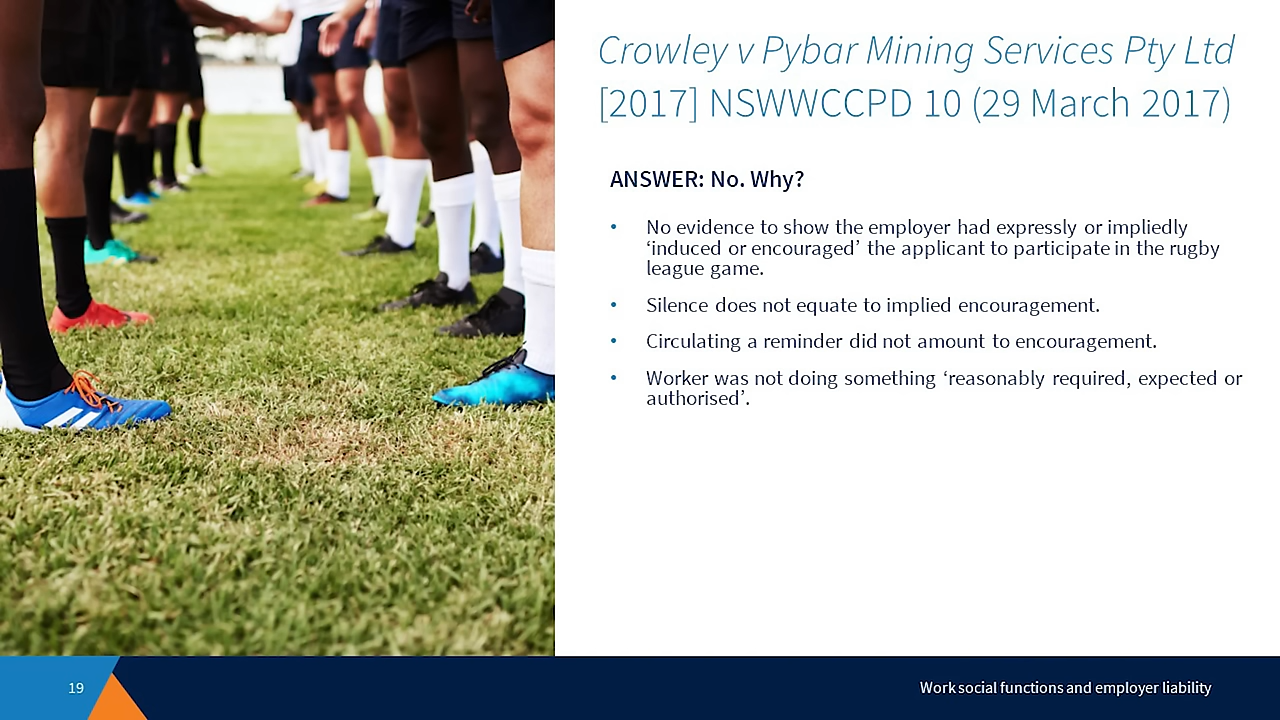 Crowley v Pybar Mining Services Pty Ltd
[2017] NSWWCCPD 10 (29 March 2017)
ANSWER: No. Why?
• No evidence to show the employer had expressly or impliedly
‘induced or encouraged’ the applicant to participate in the rugby
league game.
• Silence does not equate to implied encouragement.
• Circulating a reminder did not amount to encouragement.
• Worker was not doing something ‘reasonably required, expected or
authorised’.
19
Work social functions and employer liability